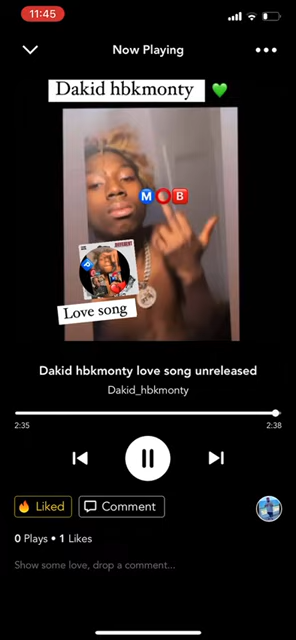 11:45
Now Playing
Dakid hbkmonty 💚
M⭕B
Love song
Dakid hbkmonty love song unreleased
Dakid_hbkmonty
2:35
2:38
🔥 Liked
Comment
0 Plays • 1 Likes
Show some love, drop a comment...